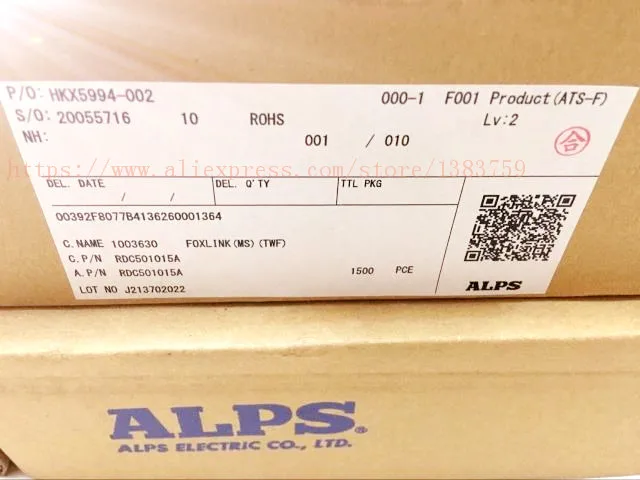 P/O: HKX5994-002 000-1 F001 Product(ATS-F)
S/O: 20055716 10 ROHS Lv:2
NH: 001 / 010
合
https://www.aliexpress.com/store/1383759
DEL. DATE DEL. Q'TY TTL PKG
/ /
00392F8077B4136260001364
C.NAME 1003630 FOXLINK(MS)(TWF)
C.P/N RDC501015A
A.P/N RDC501015A 1500 PCE
LOT NO J213702022 ALPS
ALPS®
ALPS ELECTRIC CO., LTD.